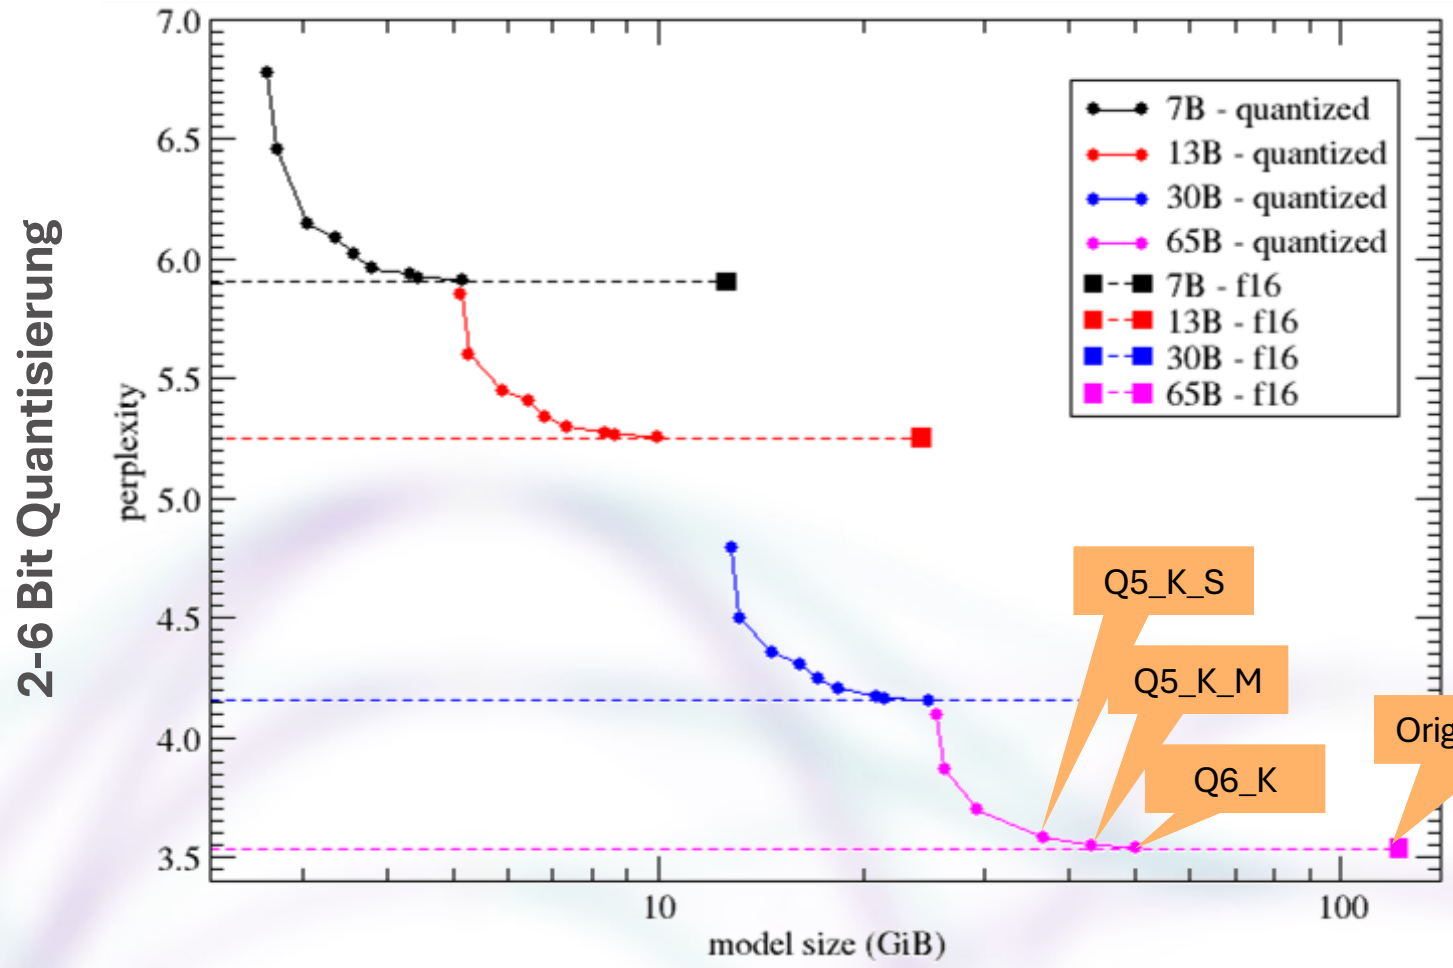 2-6 Bit Quantisierung
perplexity
7.0
6.5
6.0
5.5
5.0
4.5
4.0
3.5
7B - quantized
13B - quantized
30B - quantized
65B - quantized
7B - f16
13B - f16
30B - f16
65B - f16
Q5_K_S
Q5_K_M
Q6_K
Orig
10
100
model size (GiB)